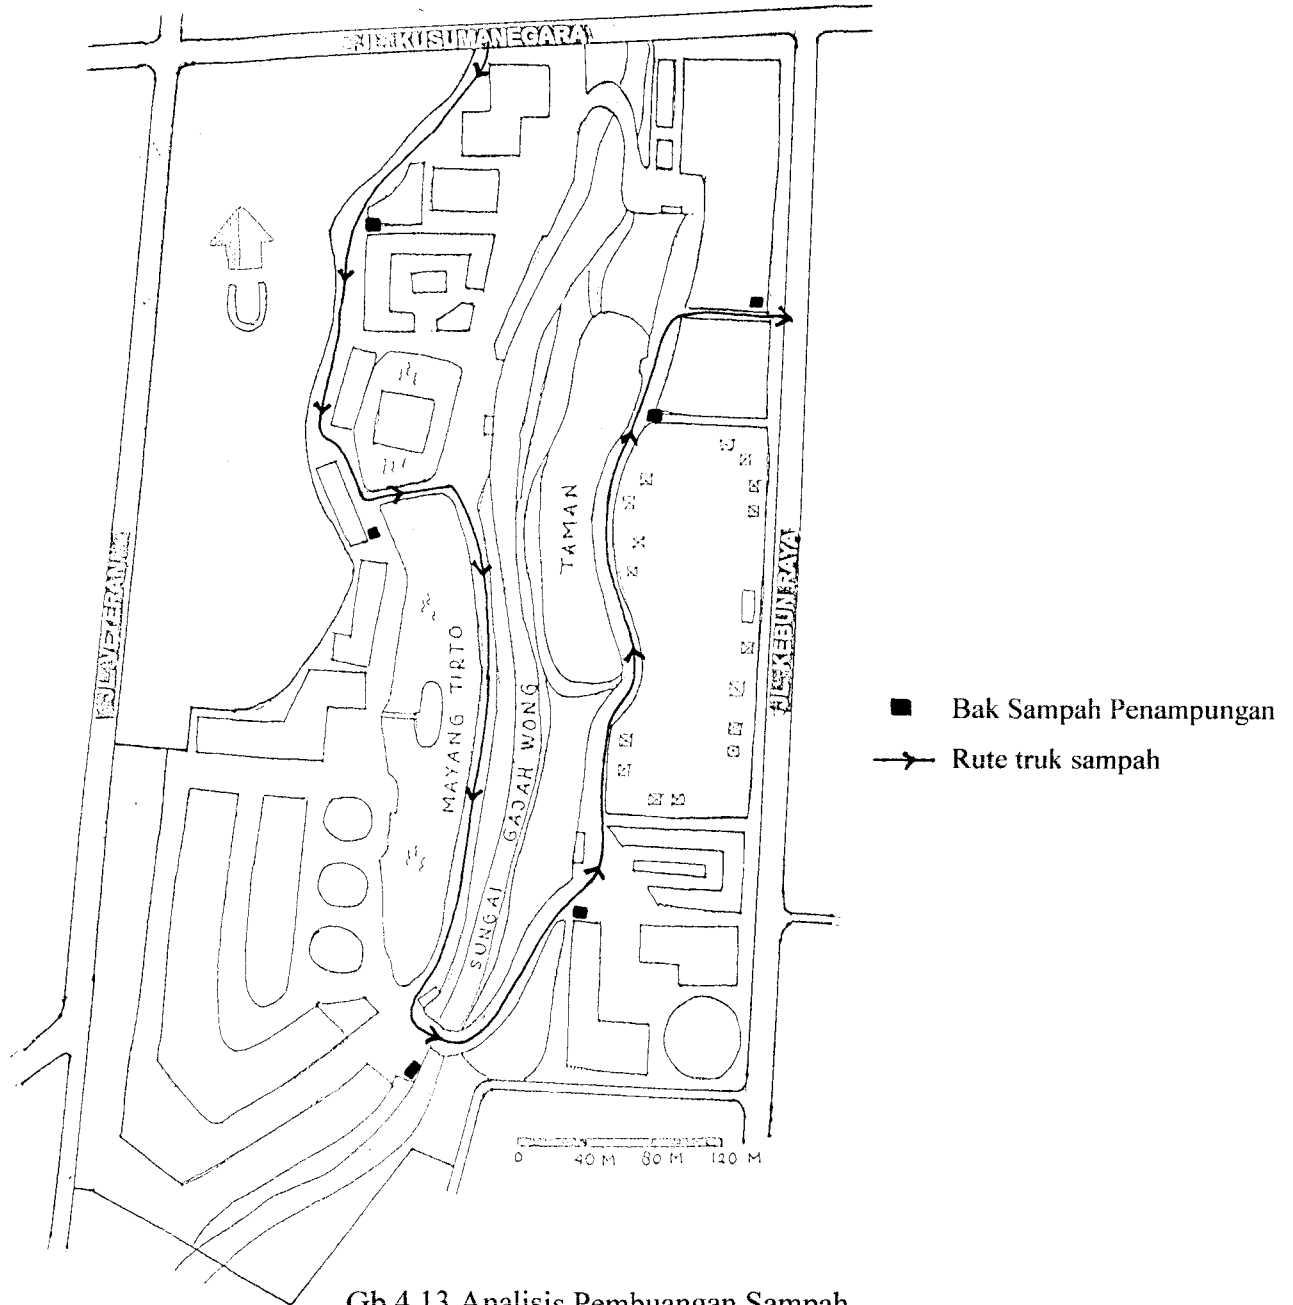 JL. KUSUMANEGARA
U
TAMAN
JL. VETERAN
JL. KEBUN RAYA
MAYANG TIRTO
SUNGAI GAJAH WONG
Bak Sampah Penampungan
Rute truk sampah
0 40 M 80 M 120 M
Gb 4.13 Analisis Pembuangan Sampah